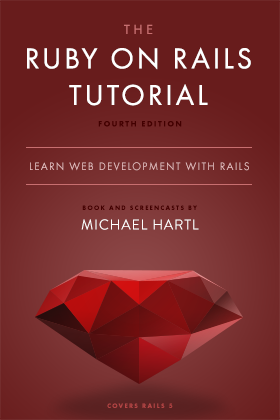 THE
RUBY ON RAILS
TUTORIAL
FOURTH EDITION
LEARN WEB DEVELOPMENT WITH RAILS
BOOK AND SCREENCASTS BY
MICHAEL HARTL
COVERS RAILS 5